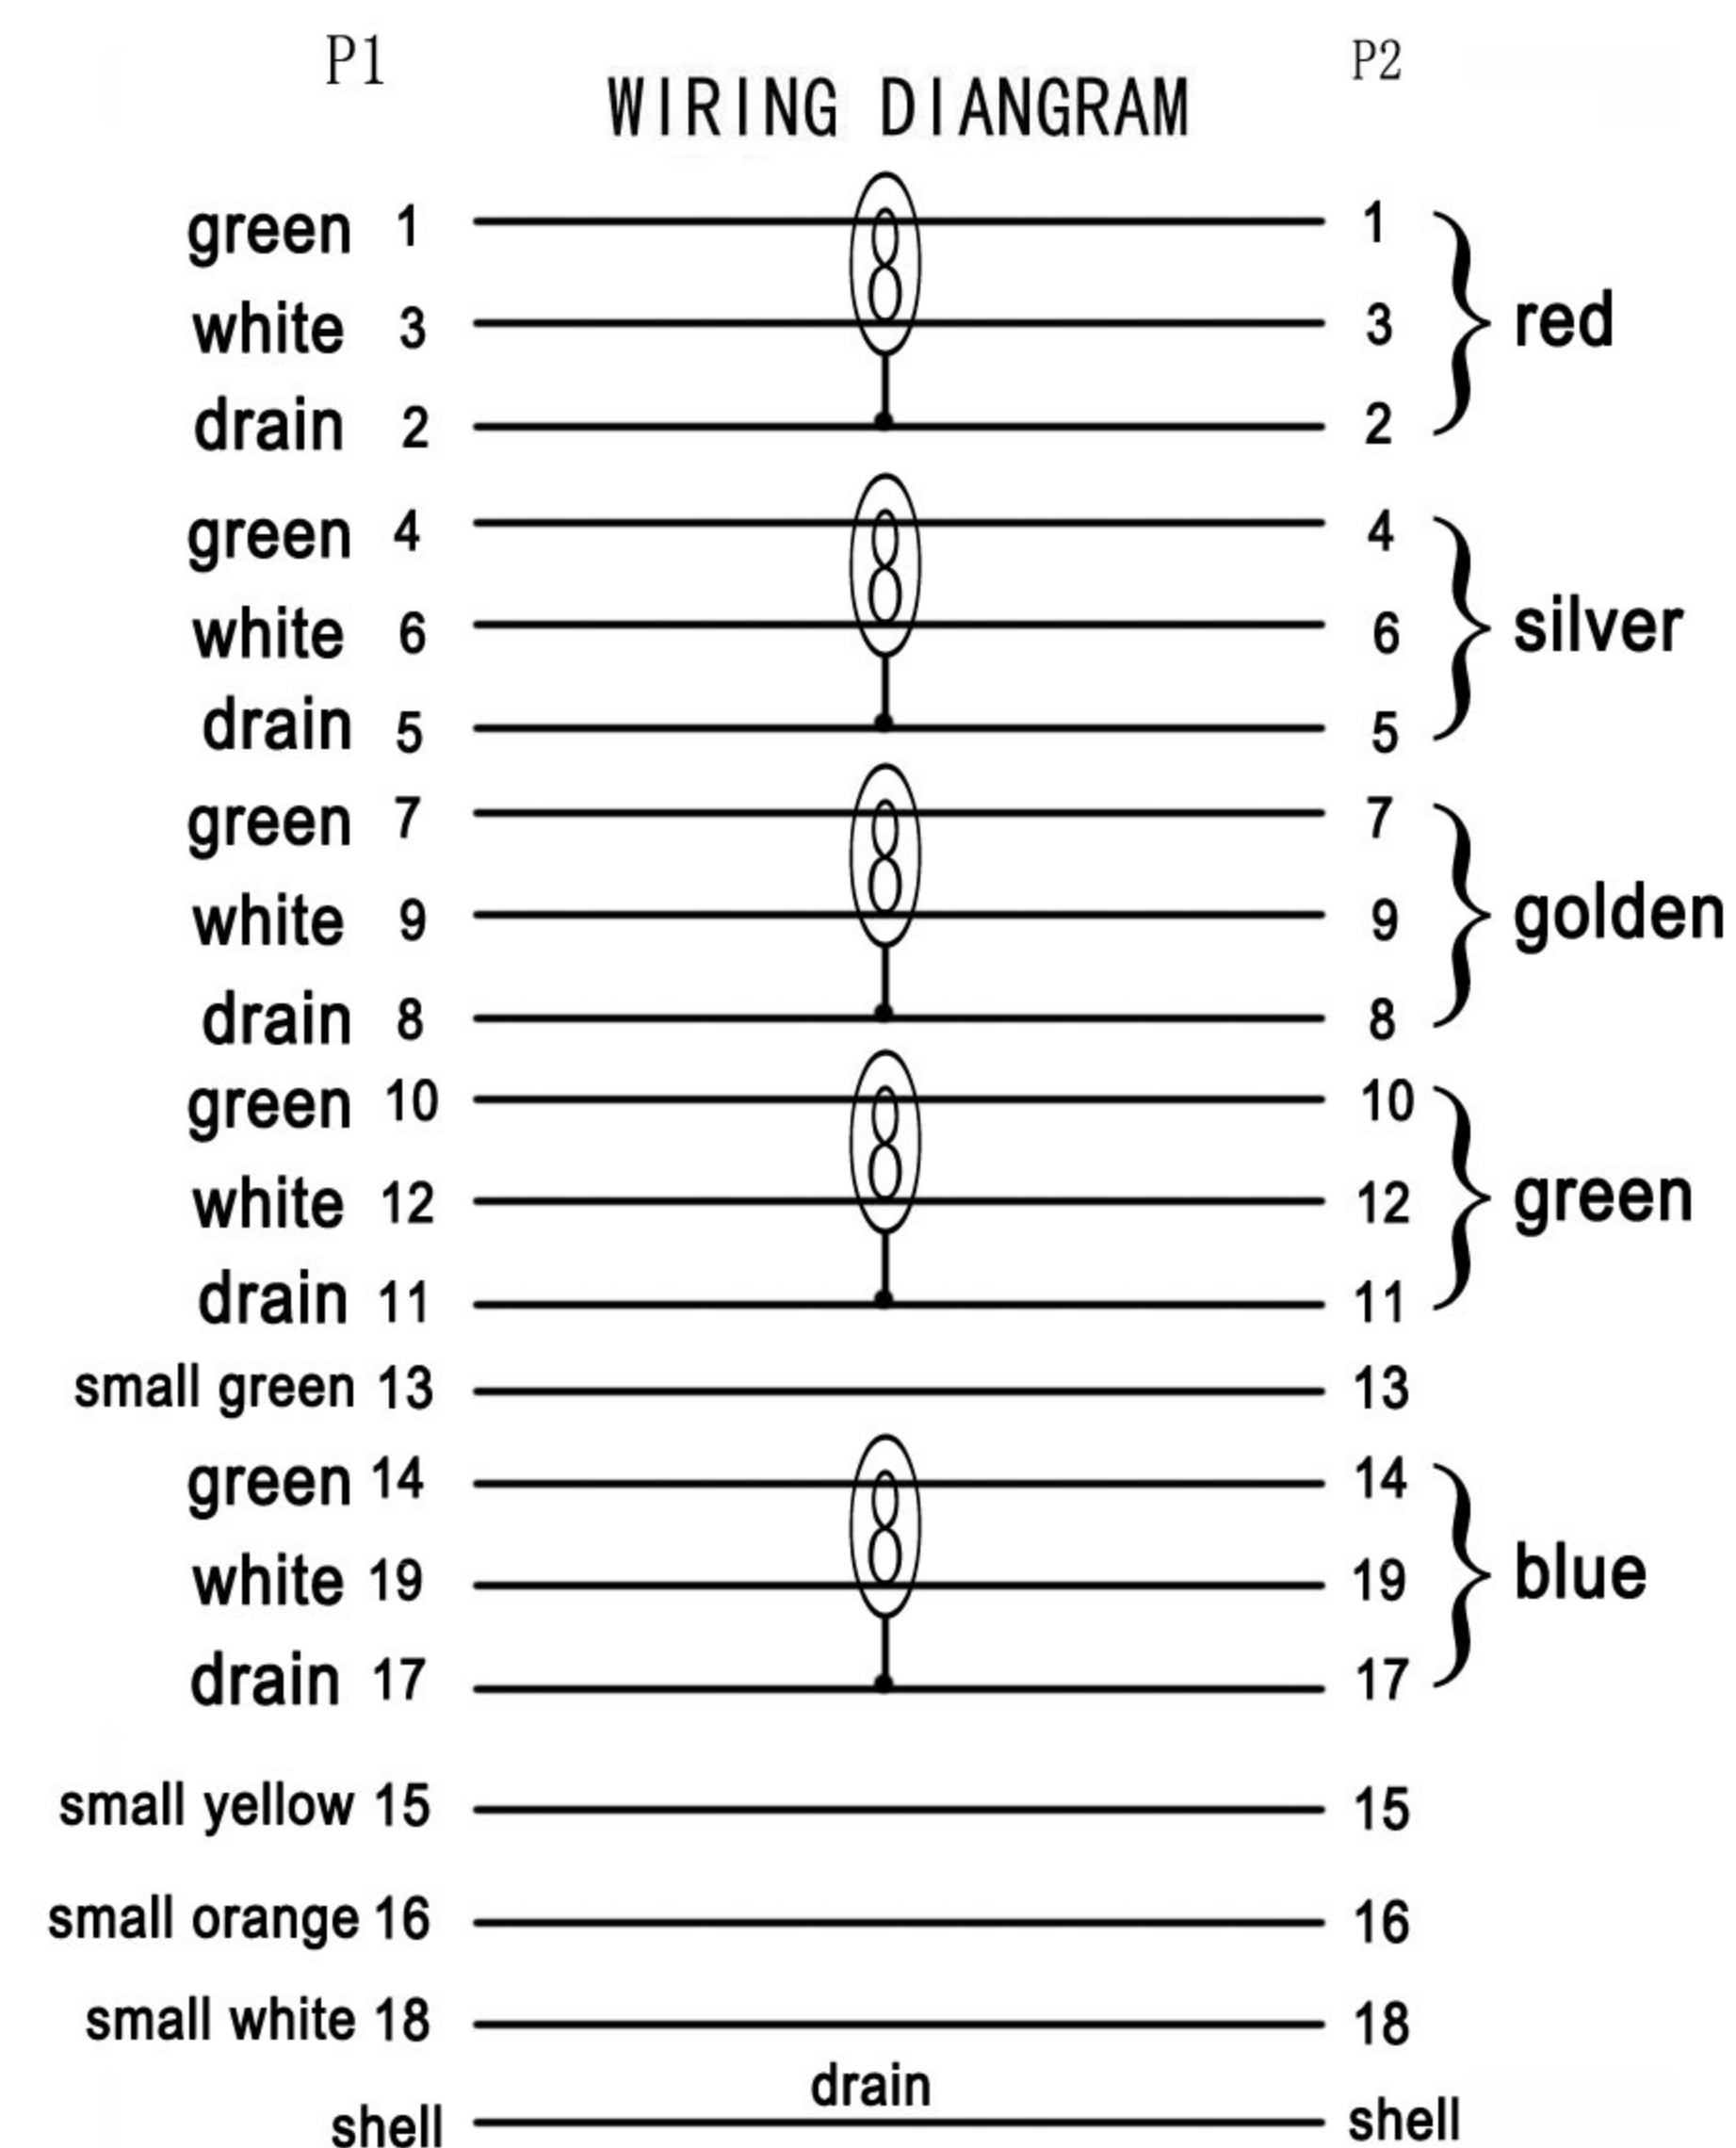 P1 P2
WIRING DIANGRAM
green 1 1
white 3 3 red
drain 2 2
green 4 4
white 6 6 silver
drain 5 5
green 7 7
white 9 9 golden
drain 8 8
green 10 10
white 12 12 green
drain 11 11
small green 13 13
green 14 14
white 19 19 blue
drain 17 17
small yellow 15 15
small orange 16 16
small white 18 18
drain
shell shell